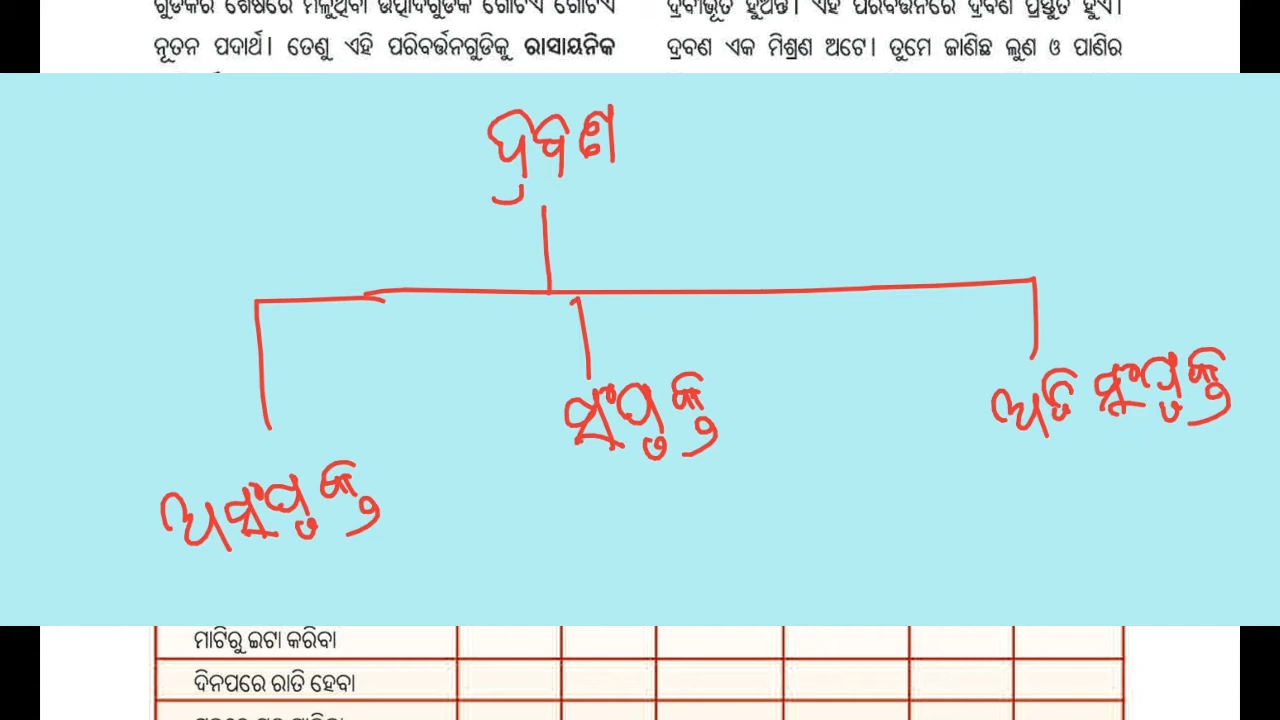 ଗୁଡିକର ଶେଷରେ ମିଳୁଥିବା ଉତ୍ପାଦଗୁଡିକ ଗୋଟିଏ ଗୋଟିଏ
ନୂତନ ପଦାର୍ଥ। ତେଣୁ ଏହି ପରିବର୍ତ୍ତନଗୁଡିକୁ ରାସାୟନିକ
ଦ୍ରବୀଭୂତ ହୁଅନ୍ତି। ଏହି ପରିବର୍ତ୍ତନରେ ଦ୍ରବଣ ପ୍ରସ୍ତୁତ ହୁଏ।
ଦ୍ରବଣ ଏକ ମିଶ୍ରଣ ଅଟେ। ତୁମେ ଜାଣିଛ ଲୁଣ ଓ ପାଣିର
ଦ୍ରବଣ
ସଂପୃକ୍ତ
ଅତି ସଂପୃକ୍ତ
ଅସଂପୃକ୍ତ
ମାଟିରୁ ଇଟା କରିବା
ଦିନପରେ ରାତି ହେବା